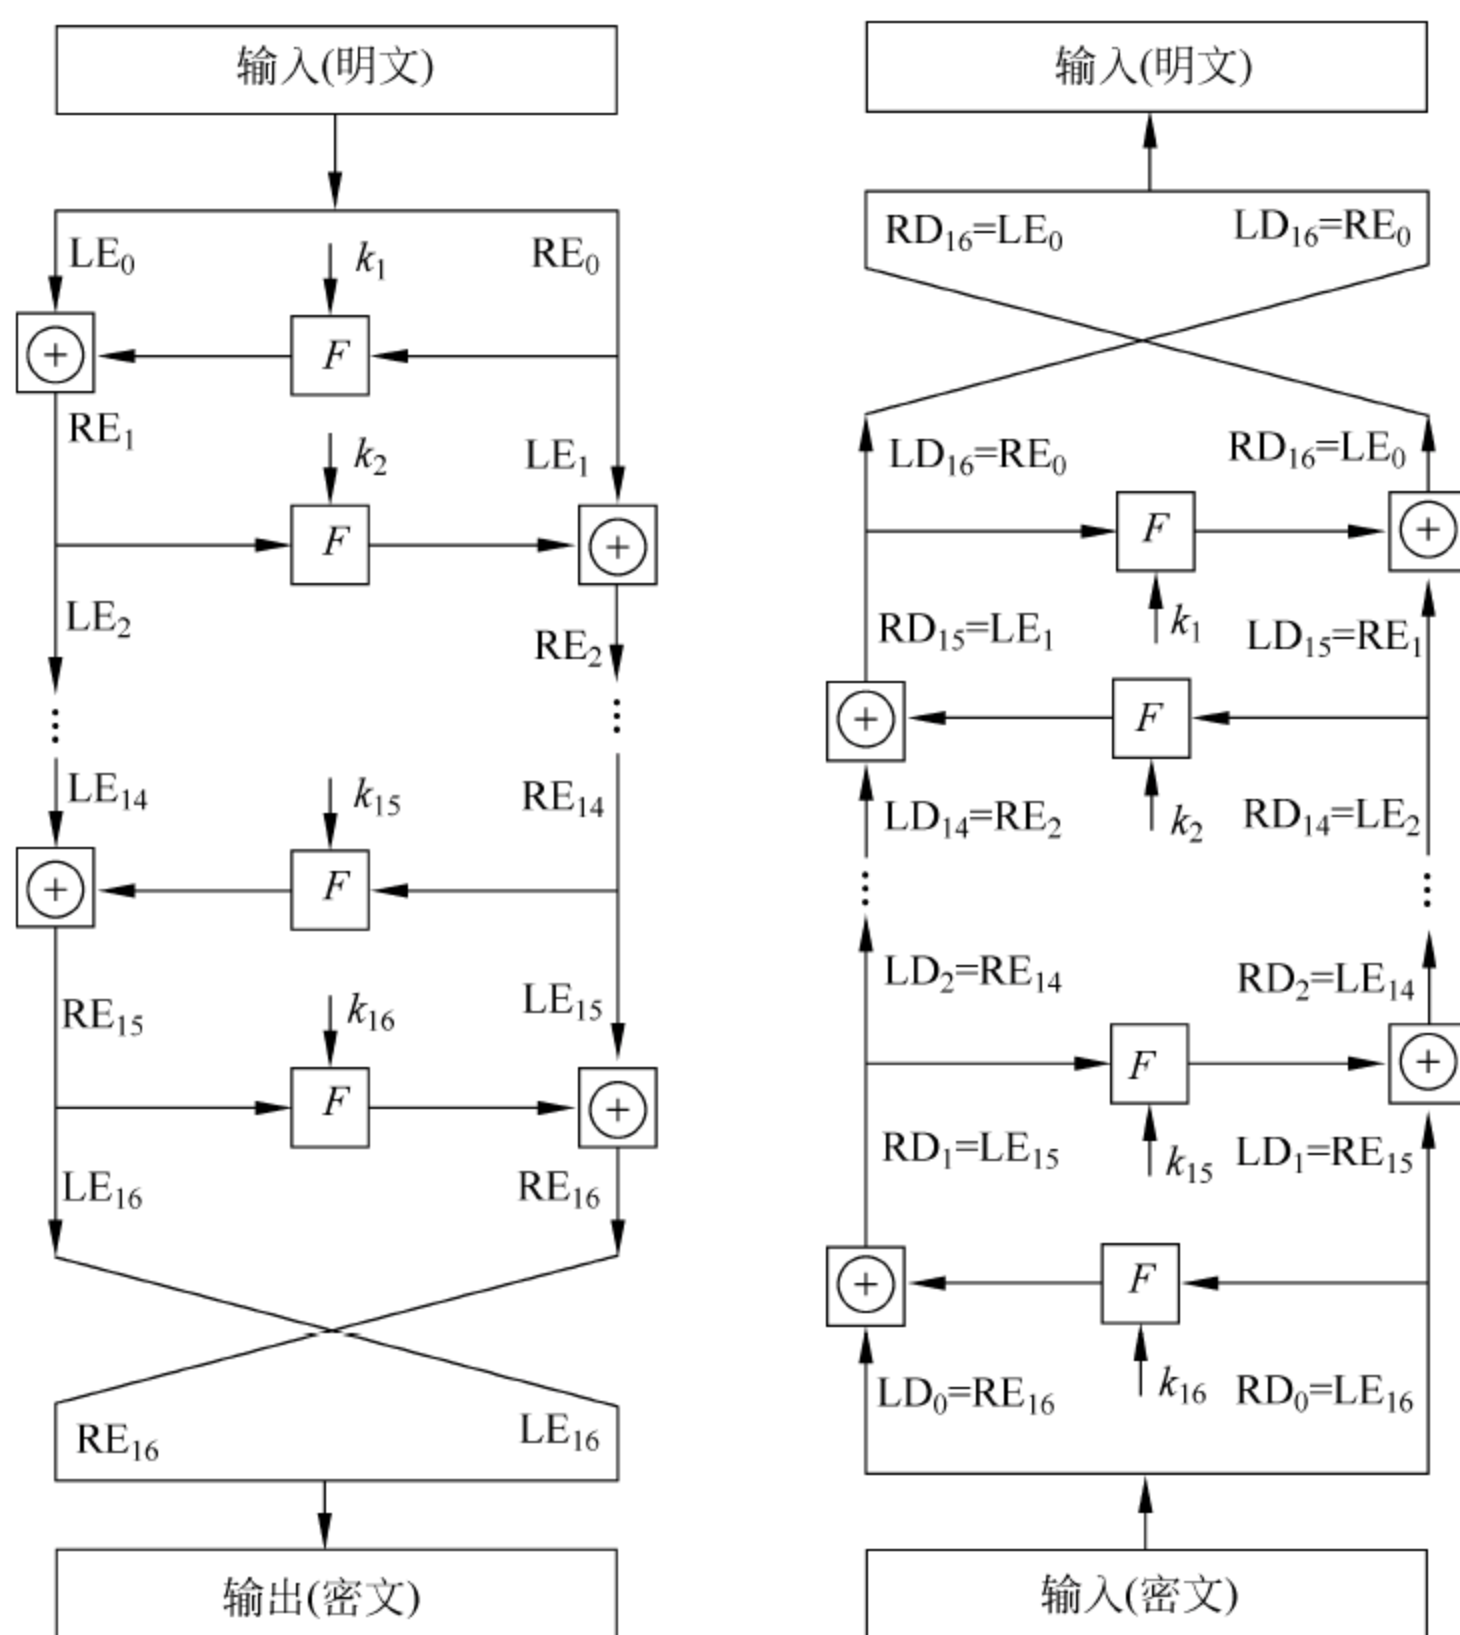 输入(明文)
LE₀
k₁
RE₀
F
RE₁
k₂
LE₁
F
LE₂
RE₂
LE₁₄
k₁₅
RE₁₄
F
RE₁₅
k₁₆
LE₁₅
F
LE₁₆
RE₁₆
RE₁₆
LE₁₆
输出(密文)
输入(明文)
RD₁₆=LE₀
LD₁₆=RE₀
LD₁₆=RE₀
RD₁₆=LE₀
F
RD₁₅=LE₁
k₁
LD₁₅=RE₁
F
LD₁₄=RE₂
k₂
RD₁₄=LE₂
LD₂=RE₁₄
RD₂=LE₁₄
F
RD₁=LE₁₅
k₁₅
LD₁=RE₁₅
F
LD₀=RE₁₆
k₁₆
RD₀=LE₁₆
输入(密文)